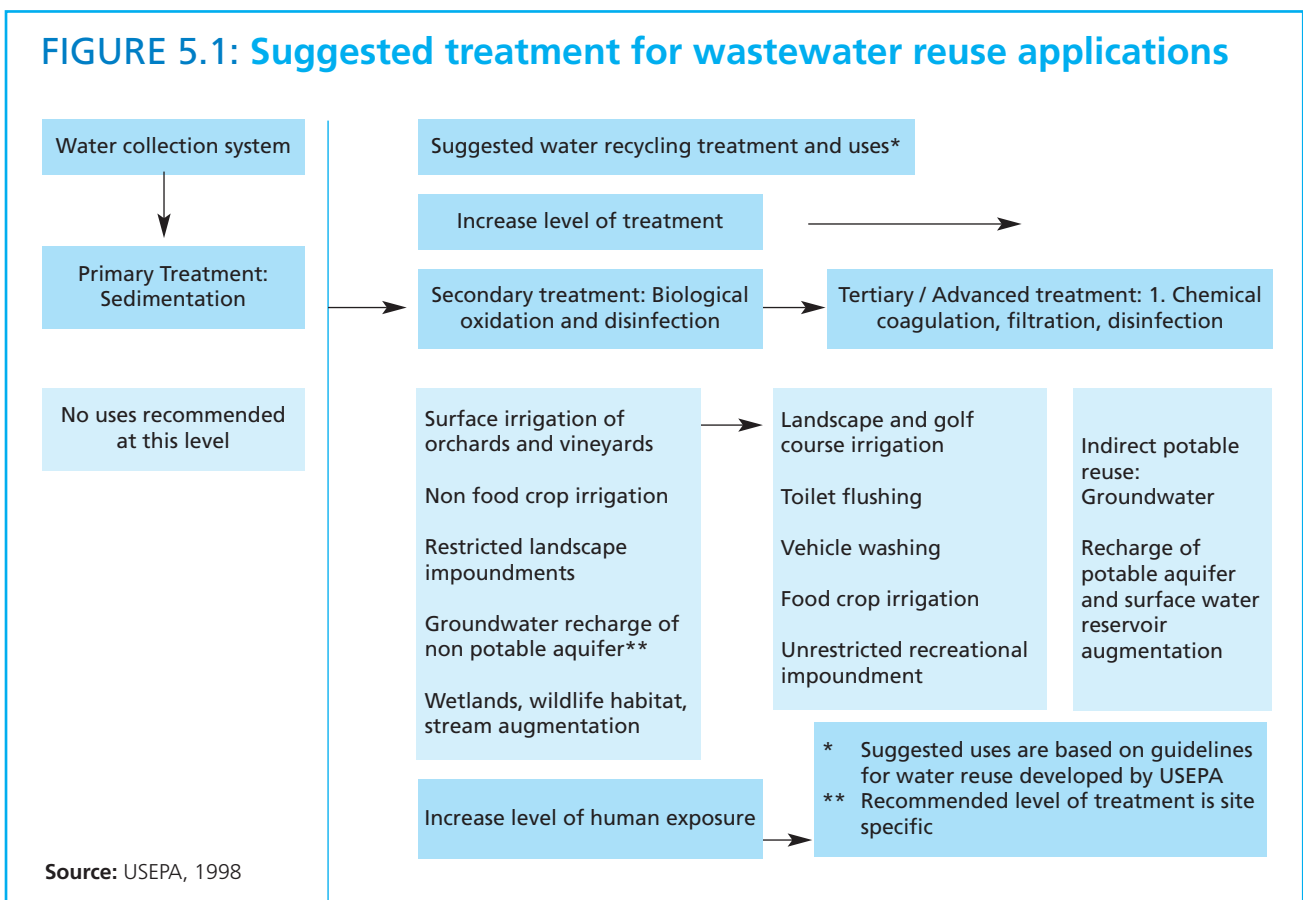 FIGURE 5.1: Suggested treatment for wastewater reuse applications
Water collection system
Suggested water recycling treatment and uses*
Increase level of treatment
Primary Treatment:
Sedimentation
Secondary treatment: Biological
oxidation and disinfection
Tertiary / Advanced treatment: 1. Chemical
coagulation, filtration, disinfection
No uses recommended
at this level
Surface irrigation of
orchards and vineyards
Non food crop irrigation
Restricted landscape
impoundments
Groundwater recharge of
non potable aquifer**
Wetlands, wildlife habitat,
stream augmentation
Landscape and golf
course irrigation
Toilet flushing
Vehicle washing
Food crop irrigation
Unrestricted recreational
impoundment
Indirect potable
reuse:
Groundwater
Recharge of
potable aquifer
and surface water
reservoir
augmentation
Increase level of human exposure
* Suggested uses are based on guidelines
for water reuse developed by USEPA
** Recommended level of treatment is site
specific
Source: USEPA, 1998